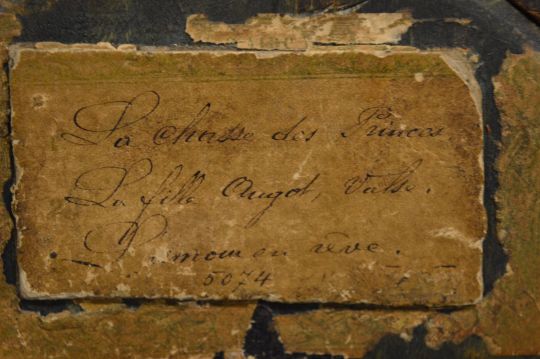 La chasse des Princes.
La fille Angot, Valse.
L'amour en rêve.
5074